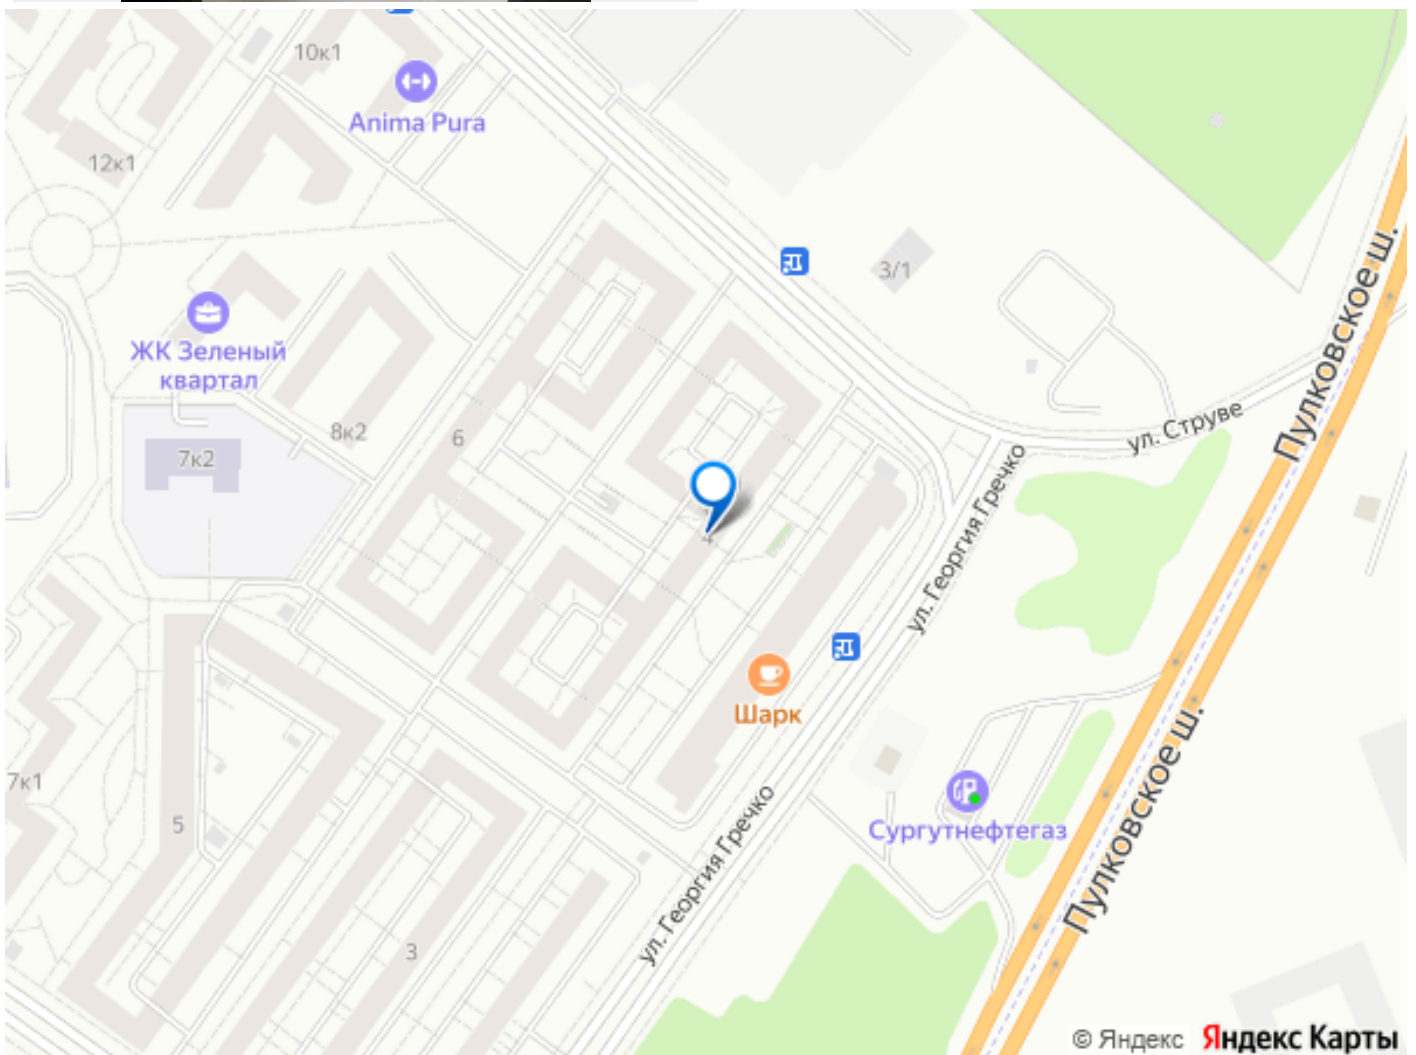 10к1
Anima Pura
12к1
3/1
Пулковское ш.
ЖК Зеленый
квартал
8к2
6
7к2
ул. Струве
ул. Георгия Гречко
4
Шарк
7к1
5
Сургутнефтегаз
Пулковское ш.
ул. Георгия Гречко
3
© Яндекс Яндекс Карты